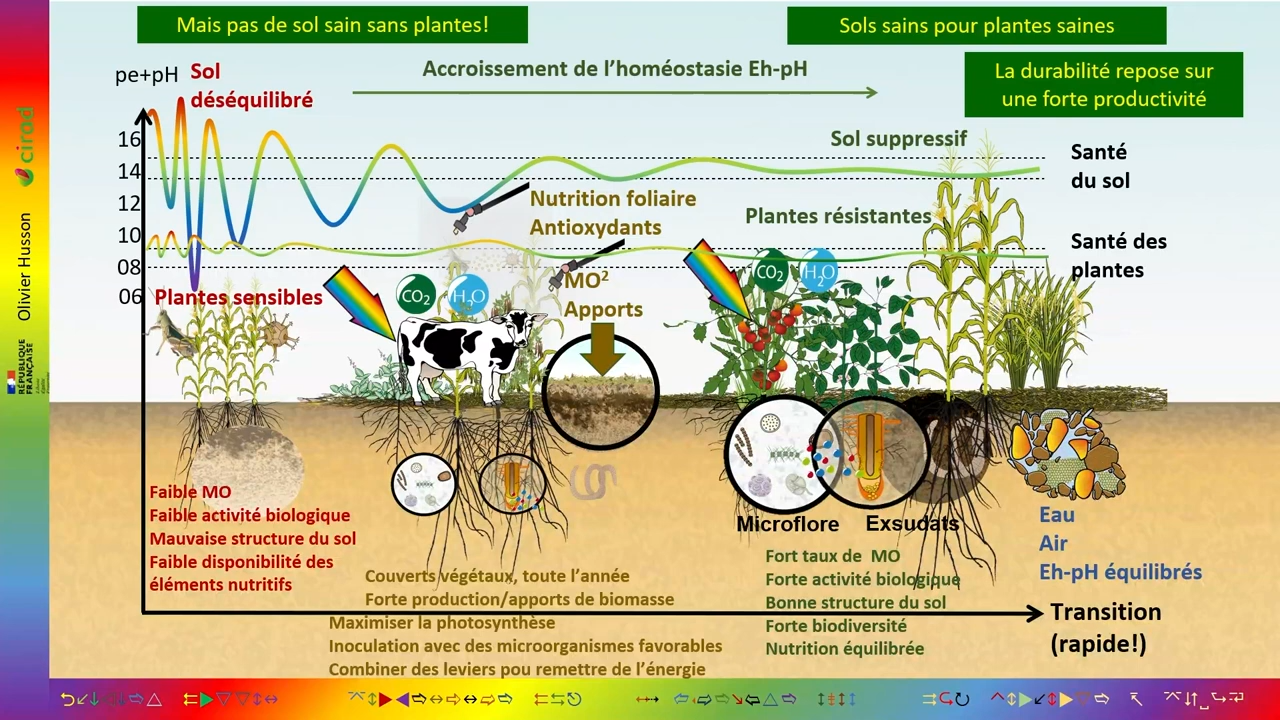 Mais pas de sol sain sans plantes!
Sols sains pour plantes saines
La durabilité repose sur
une forte productivité
pe+pH
Sol
déséquilibré
Accroissement de l'homéostasie Eh-pH
16
14
12
10
08
06
Sol suppressif
Santé
du sol
Nutrition foliaire
Antioxydants
Plantes résistantes
Santé des
plantes
MO²
Apports
Plantes sensibles
CO2
H2O
CO2
H2O
Faible MO
Faible activité biologique
Mauvaise structure du sol
Faible disponibilité des
éléments nutritifs
Couverts végétaux, toute l'année
Forte production/apports de biomasse
Maximiser la photosynthèse
Inoculation avec des microorganismes favorables
Combiner des leviers pou remettre de l'énergie
Microflore
Exsudats
Fort taux de MO
Forte activité biologique
Bonne structure du sol
Forte biodiversité
Nutrition équilibrée
Eau
Air
Eh-pH équilibrés
Transition
(rapide!)
cirad
Olivier Husson
RÉPUBLIQUE
FRANÇAISE